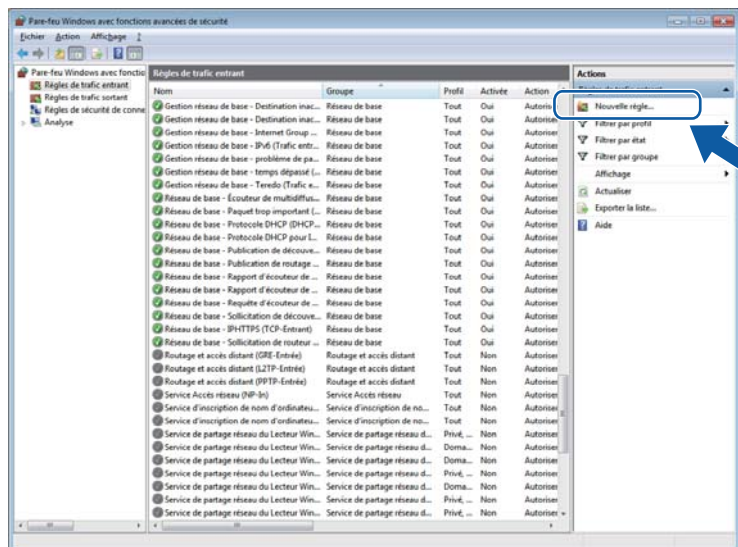 Pare-feu Windows avec fonctions avancées de sécurité
Fichier Action Affichage ?
Pare-feu Windows avec fonctio
Règles de trafic entrant
Règles de trafic sortant
Règles de sécurité de conne
Analyse
Règles de trafic entrant
Nom Groupe Profil Activée Action
Gestion réseau de base - Destination inac... Réseau de base Tout Oui Autoriser
Gestion réseau de base - Destination inac... Réseau de base Tout Oui Autoriser
Gestion réseau de base - Internet Group ... Réseau de base Tout Oui Autoriser
Gestion réseau de base - IPv6 (Trafic entr... Réseau de base Tout Oui Autoriser
Gestion réseau de base - problème de pa... Réseau de base Tout Oui Autoriser
Gestion réseau de base - temps dépassé (... Réseau de base Tout Oui Autoriser
Gestion réseau de base - Teredo (Trafic e... Réseau de base Tout Oui Autoriser
Réseau de base - Écouteur de multidiffus... Réseau de base Tout Oui Autoriser
Réseau de base - Paquet trop important (... Réseau de base Tout Oui Autoriser
Réseau de base - Protocole DHCP (DHCP... Réseau de base Tout Oui Autoriser
Réseau de base - Protocole DHCP pour I... Réseau de base Tout Oui Autoriser
Réseau de base - Publication de découve... Réseau de base Tout Oui Autoriser
Réseau de base - Publication de routage ... Réseau de base Tout Oui Autoriser
Réseau de base - Rapport d'écouteur de ... Réseau de base Tout Oui Autoriser
Réseau de base - Rapport d'écouteur de ... Réseau de base Tout Oui Autoriser
Réseau de base - Requête d'écouteur de ... Réseau de base Tout Oui Autoriser
Réseau de base - Sollicitation de découve... Réseau de base Tout Oui Autoriser
Réseau de base - IPHTTPS (TCP-Entrant) Réseau de base Tout Oui Autoriser
Réseau de base - Sollicitation de routeur ... Réseau de base Tout Oui Autoriser
Routage et accès distant (GRE-Entrée) Routage et accès distant Tout Non Autoriser
Routage et accès distant (L2TP-Entrée) Routage et accès distant Tout Non Autoriser
Routage et accès distant (PPTP-Entrée) Routage et accès distant Tout Non Autoriser
Service Accès réseau (NP-In) Service Accès réseau Tout Non Autoriser
Service d'inscription de nom d'ordinateu... Service d'inscription de no... Tout Non Autoriser
Service d'inscription de nom d'ordinateu... Service d'inscription de no... Tout Non Autoriser
Service de partage réseau du Lecteur Win... Service de partage réseau d... Privé, ... Non Autoriser
Service de partage réseau du Lecteur Win... Service de partage réseau d... Doma... Non Autoriser
Service de partage réseau du Lecteur Win... Service de partage réseau d... Doma... Non Autoriser
Service de partage réseau du Lecteur Win... Service de partage réseau d... Privé, ... Non Autoriser
Service de partage réseau du Lecteur Win... Service de partage réseau d... Doma... Non Autoriser
Service de partage réseau du Lecteur Win... Service de partage réseau d... Privé, ... Non Autoriser
Service de partage réseau du Lecteur Win... Service de partage réseau d... Privé, ... Non Autoriser
Actions
Règles de trafic entrant
Nouvelle règle...
Filtrer par profil
Filtrer par état
Filtrer par groupe
Affichage
Actualiser
Exporter la liste...
Aide